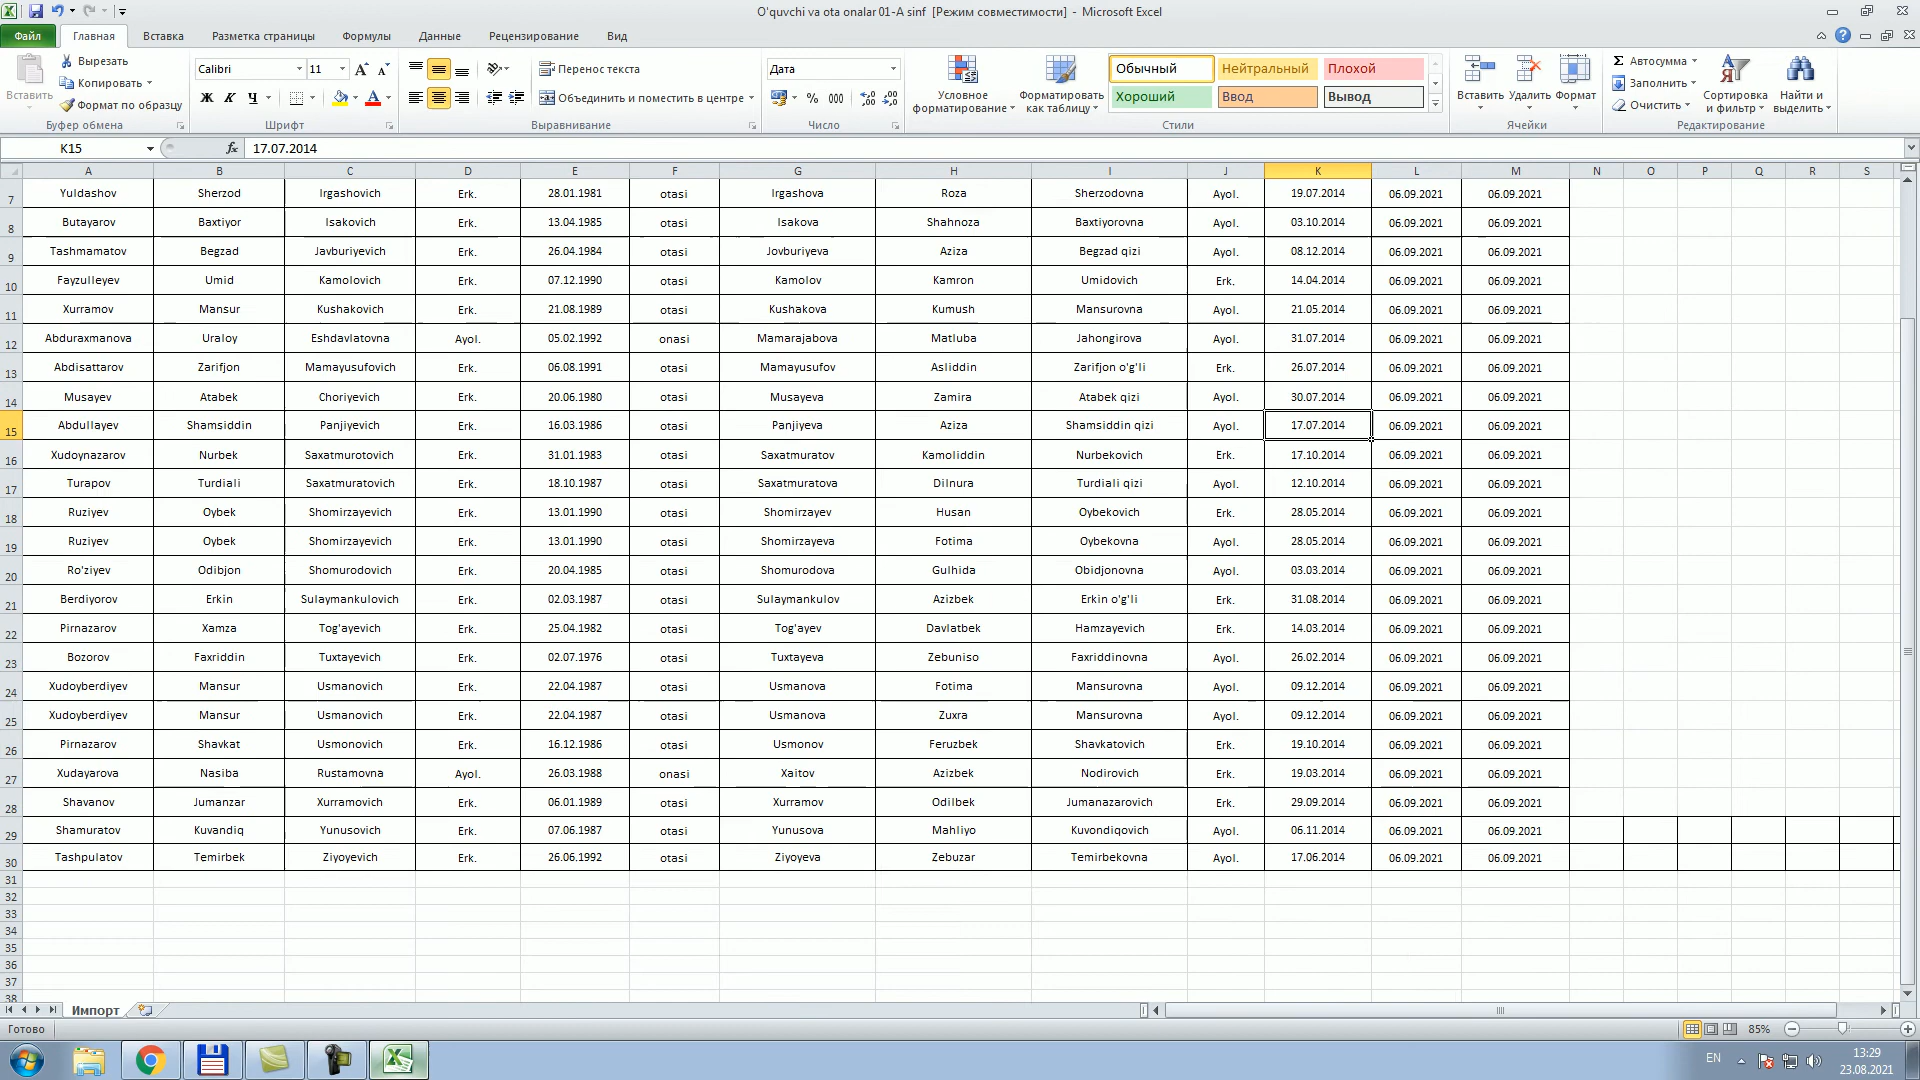 O'quvchi va ota onalar 01-A sinf [Режим совместимости] - Microsoft Excel
Файл Главная Вставка Разметка страницы Формулы Данные Рецензирование Вид
Вставить Вырезать Копировать Формат по образцу Буфер обмена
Calibri 11 Ж К Ч Шрифт
Перенос текста Объединить и поместить в центре Выравнивание
Дата % 000 Число
Условное форматирование Форматировать как таблицу
Обычный Нейтральный Плохой
Хороший Ввод Вывод
Стили
Вставить Удалить Формат Ячейки
Σ Автосумма Заполнить Очистить Сортировка и фильтр Найти и выделить Редактирование
K15 fx 17.07.2014
A B C D E F G H I J K L M N O P Q R S
7 Yuldashov Sherzod Irgashovich Erk. 28.01.1981 otasi Irgashova Roza Sherzodovna Ayol. 19.07.2014 06.09.2021 06.09.2021
8 Butayarov Baxtiyor Isakovich Erk. 13.04.1985 otasi Isakova Shahnoza Baxtiyorovna Ayol. 03.10.2014 06.09.2021 06.09.2021
9 Tashmamatov Begzad Javburiyevich Erk. 26.04.1984 otasi Jovburiyeva Aziza Begzad qizi Ayol. 08.12.2014 06.09.2021 06.09.2021
10 Fayzulleyev Umid Kamolovich Erk. 07.12.1990 otasi Kamolov Kamron Umidovich Erk. 14.04.2014 06.09.2021 06.09.2021
11 Xurramov Mansur Kushakovich Erk. 21.08.1989 otasi Kushakova Kumush Mansurovna Ayol. 21.05.2014 06.09.2021 06.09.2021
12 Abduraxmanova Uraloy Eshdavlatovna Ayol. 05.02.1992 onasi Mamarajabova Matluba Jahongirova Ayol. 31.07.2014 06.09.2021 06.09.2021
13 Abdisattarov Zarifjon Mamayusufovich Erk. 06.08.1991 otasi Mamayusufov Asliddin Zarifjon o'g'li Erk. 26.07.2014 06.09.2021 06.09.2021
14 Musayev Atabek Choriyevich Erk. 20.06.1980 otasi Musayeva Zamira Atabek qizi Ayol. 30.07.2014 06.09.2021 06.09.2021
15 Abdullayev Shamsiddin Panjiyevich Erk. 16.03.1986 otasi Panjiyeva Aziza Shamsiddin qizi Ayol. 17.07.2014 06.09.2021 06.09.2021
16 Xudoynazarov Nurbek Saxatmurotovich Erk. 31.01.1983 otasi Saxatmuratov Kamoliddin Nurbekovich Erk. 17.10.2014 06.09.2021 06.09.2021
17 Turapov Turdiali Saxatmuratovich Erk. 18.10.1987 otasi Saxatmuratova Dilnura Turdiali qizi Ayol. 12.10.2014 06.09.2021 06.09.2021
18 Ruziyev Oybek Shomirzayevich Erk. 13.01.1990 otasi Shomirzayev Husan Oybekovich Erk. 28.05.2014 06.09.2021 06.09.2021
19 Ruziyev Oybek Shomirzayevich Erk. 13.01.1990 otasi Shomirzayeva Fotima Oybekovna Ayol. 28.05.2014 06.09.2021 06.09.2021
20 Ro'ziyev Odibjon Shomurodovich Erk. 20.04.1985 otasi Shomurodova Gulhida Obidjonovna Ayol. 03.03.2014 06.09.2021 06.09.2021
21 Berdiyorov Erkin Sulaymankulovich Erk. 02.03.1987 otasi Sulaymankulov Azizbek Erkin o'g'li Erk. 31.08.2014 06.09.2021 06.09.2021
22 Pirnazarov Xamza Tog'ayevich Erk. 25.04.1982 otasi Tog'ayev Davlatbek Hamzayevich Erk. 14.03.2014 06.09.2021 06.09.2021
23 Bozorov Faxriddin Tuxtayevich Erk. 02.07.1976 otasi Tuxtayeva Zebuniso Faxriddinovna Ayol. 26.02.2014 06.09.2021 06.09.2021
24 Xudoyberdiyev Mansur Usmanovich Erk. 22.04.1987 otasi Usmanova Fotima Mansurovna Ayol. 09.12.2014 06.09.2021 06.09.2021
25 Xudoyberdiyev Mansur Usmanovich Erk. 22.04.1987 otasi Usmanova Zuxra Mansurovna Ayol. 09.12.2014 06.09.2021 06.09.2021
26 Pirnazarov Shavkat Usmonovich Erk. 16.12.1986 otasi Usmonov Feruzbek Shavkatovich Erk. 19.10.2014 06.09.2021 06.09.2021
27 Xudayarova Nasiba Rustamovna Ayol. 26.03.1988 onasi Xaitov Azizbek Nodirovich Erk. 19.03.2014 06.09.2021 06.09.2021
28 Shavanov Jumanzar Xurramovich Erk. 06.01.1989 otasi Xurramov Odilbek Jumanazarovich Erk. 29.09.2014 06.09.2021 06.09.2021
29 Shamuratov Kuvandiq Yunusovich Erk. 07.06.1987 otasi Yunusova Mahliyo Kuvondiqovich Ayol. 06.11.2014 06.09.2021 06.09.2021
30 Tashpulatov Temirbek Ziyoyevich Erk. 26.06.1992 otasi Ziyoyeva Zebuzar Temirbekovna Ayol. 17.06.2014 06.09.2021 06.09.2021
31
32
33
34
35
36
37
38
Импорт
Готово 85%
EN 13:29
23.08.2021